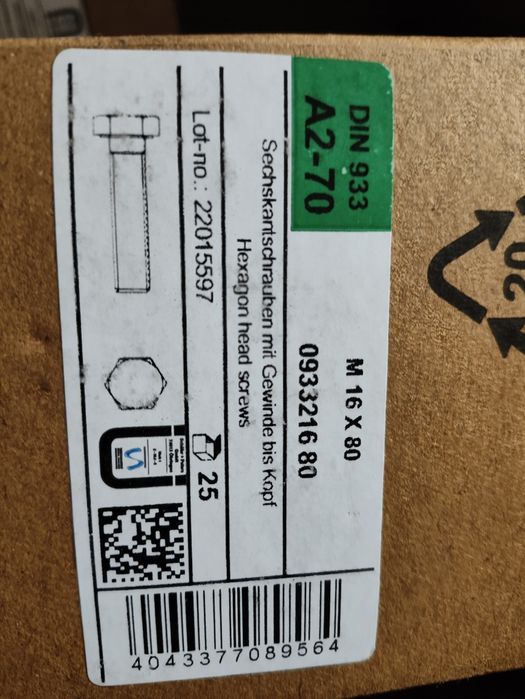 DIN 933
A2-70
M 16 X 80
0933216 80
Sechskantschrauben mit Gewinde bis Kopf
Hexagon head screws
Lot-no.: 22015597
25
4043377089564
20